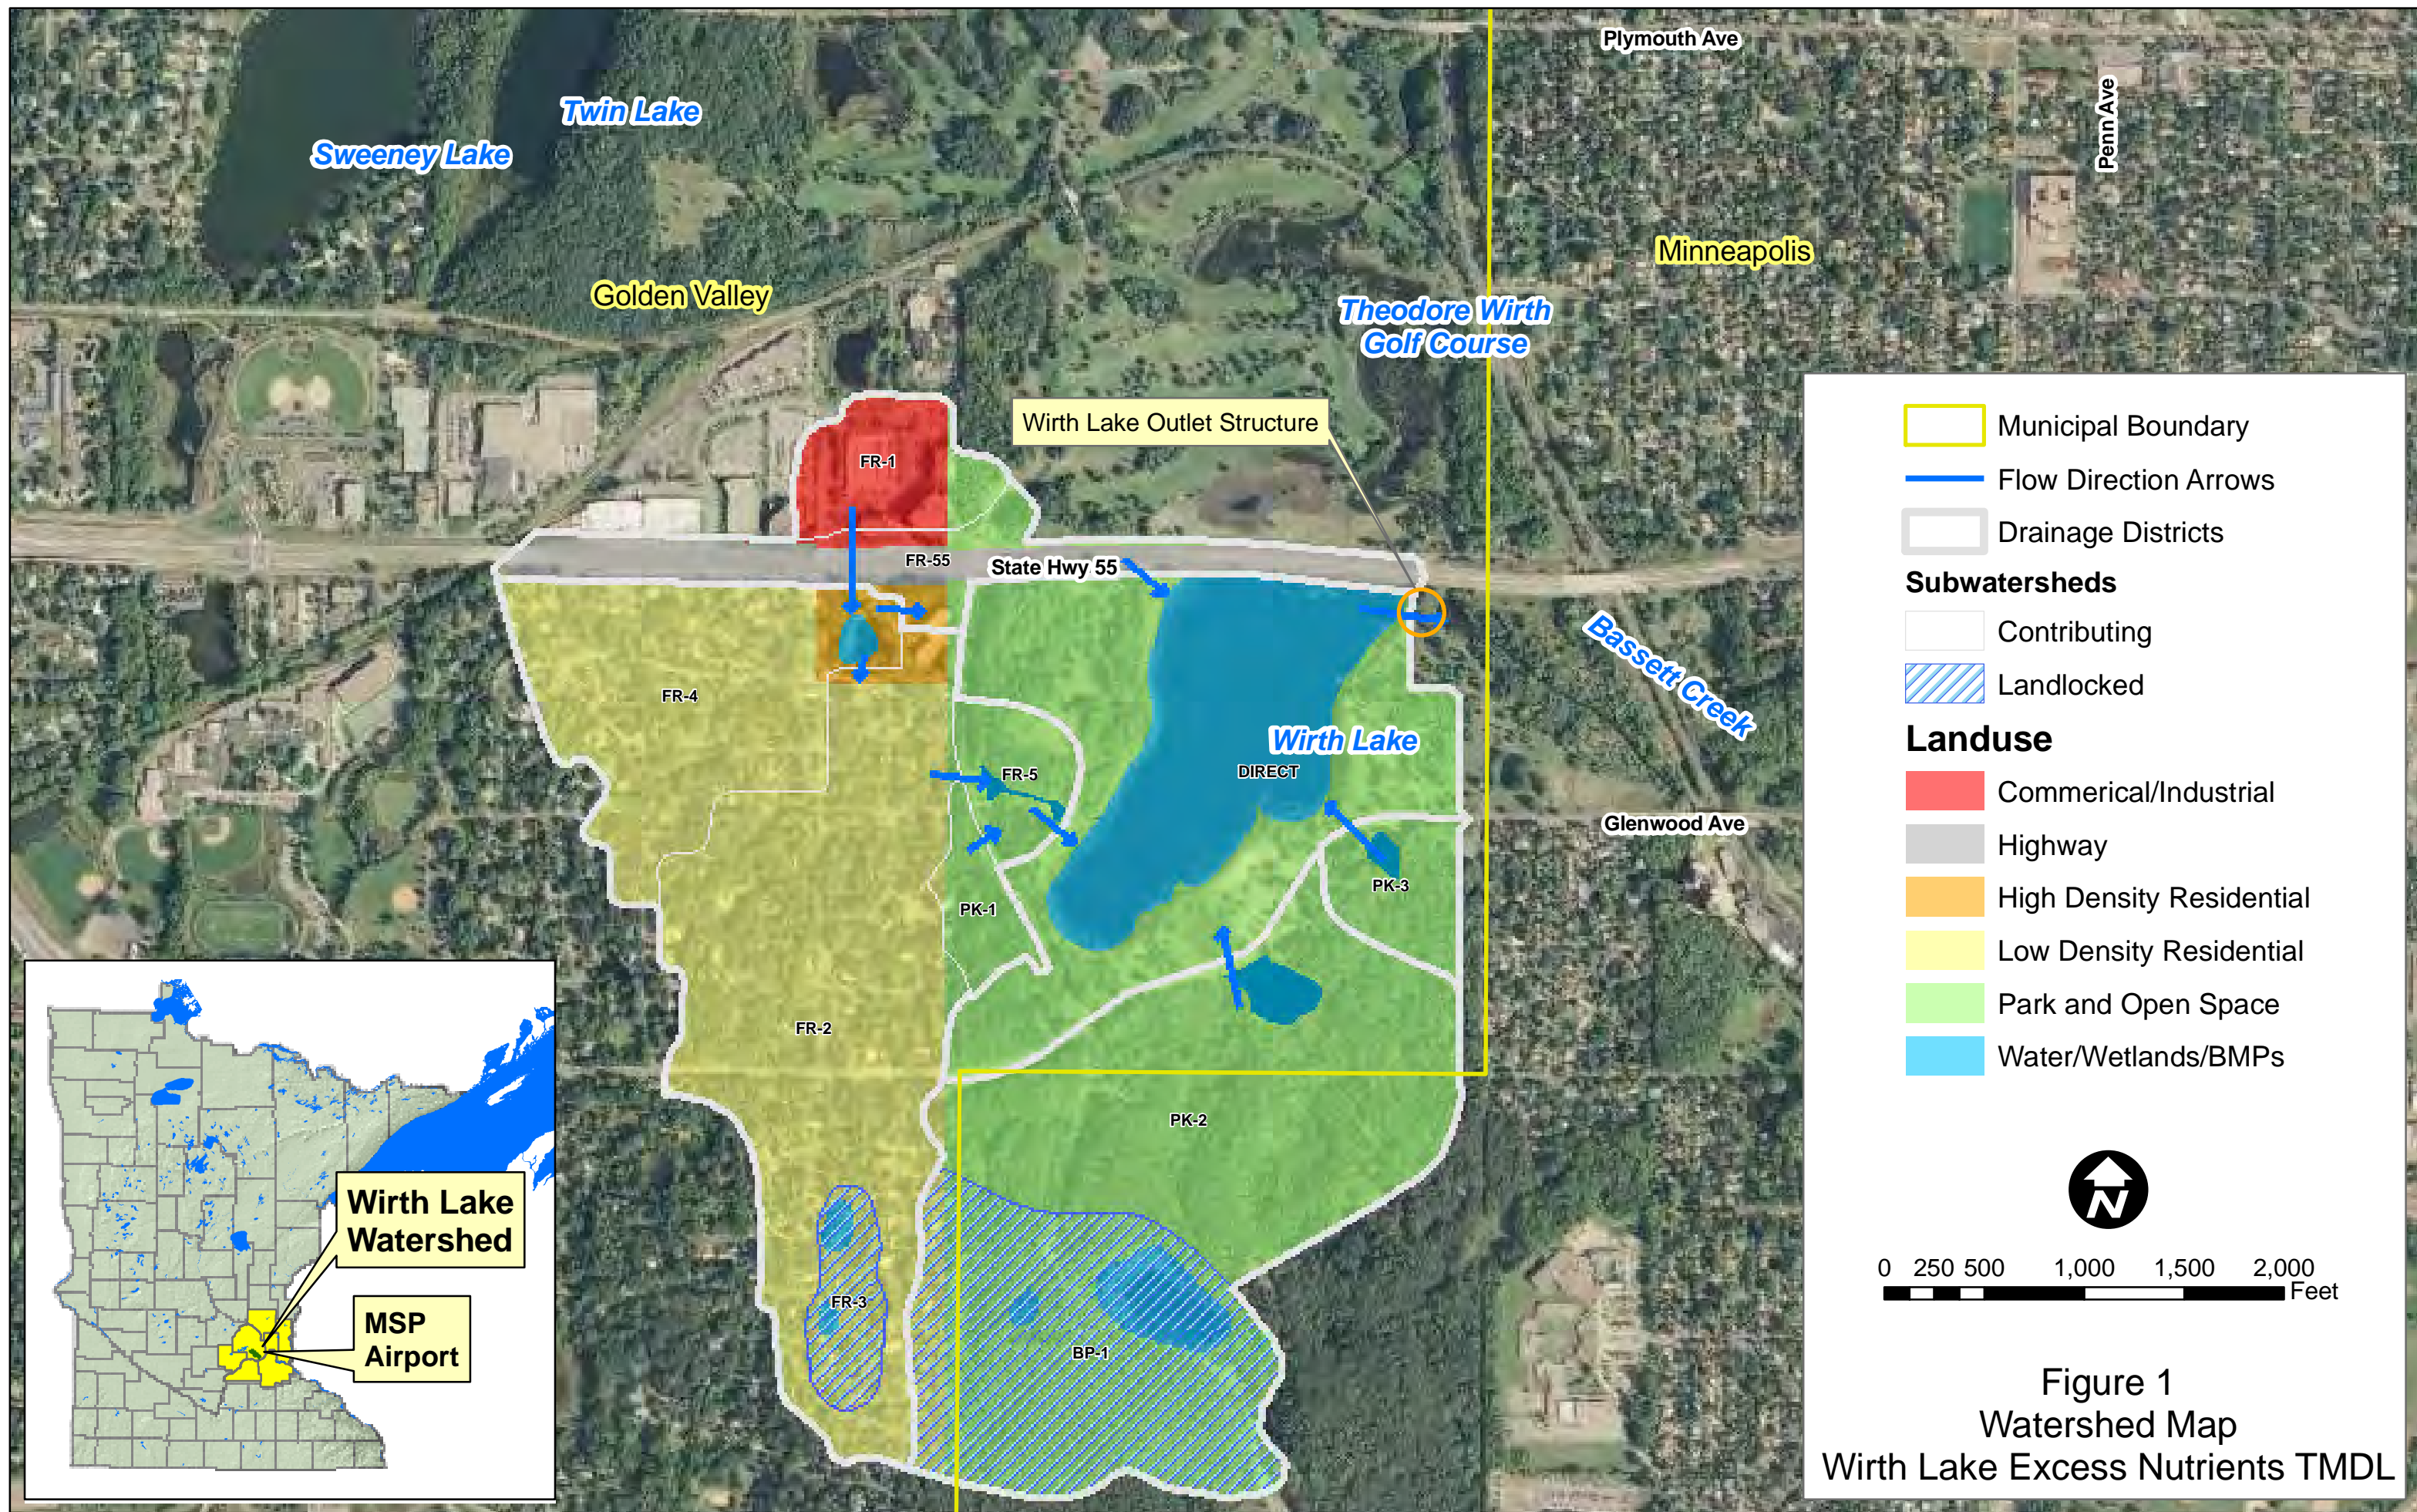 Plymouth Ave
Penn Ave
Twin Lake
Sweeney Lake
Golden Valley
Minneapolis
Theodore Wirth
Golf Course
Wirth Lake Outlet Structure
FR-1
FR-55
State Hwy 55
Bassett Creek
FR-4
Wirth Lake
DIRECT
FR-5
Glenwood Ave
PK-3
PK-1
FR-2
PK-2
FR-3
BP-1
Wirth Lake
Watershed
MSP
Airport
Municipal Boundary
Flow Direction Arrows
Drainage Districts
Subwatersheds
Contributing
Landlocked
Landuse
Commerical/Industrial
Highway
High Density Residential
Low Density Residential
Park and Open Space
Water/Wetlands/BMPs
N
0 250 500 1,000 1,500 2,000
Feet
Figure 1
Watershed Map
Wirth Lake Excess Nutrients TMDL